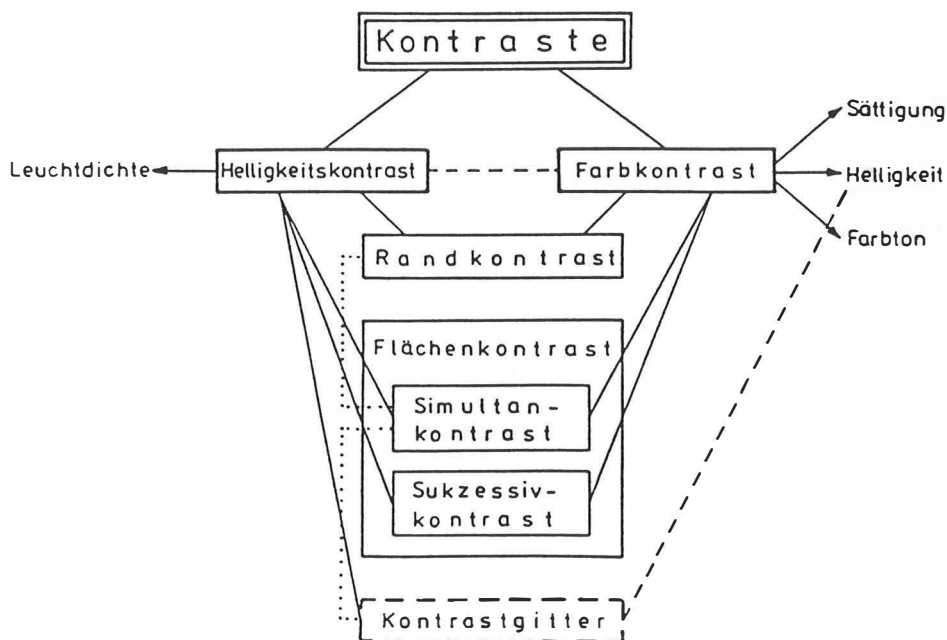 Kontraste
Sättigung
Leuchtdichte
Helligkeitskontrast
Farbkontrast
Helligkeit
Farbton
Randkontrast
Flächenkontrast
Simultan-
kontrast
Sukzessiv-
kontrast
Kontrastgitter